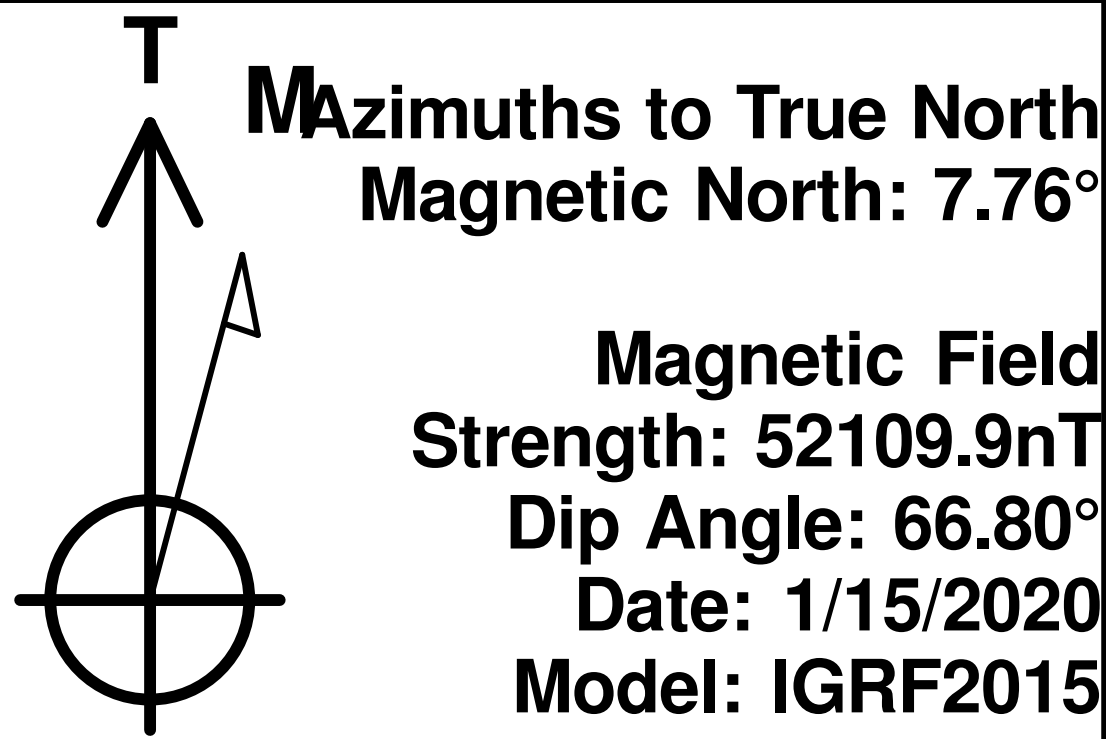 T
M
Azimuths to True North
Magnetic North: 7.76°
Magnetic Field
Strength: 52109.9nT
Dip Angle: 66.80°
Date: 1/15/2020
Model: IGRF2015